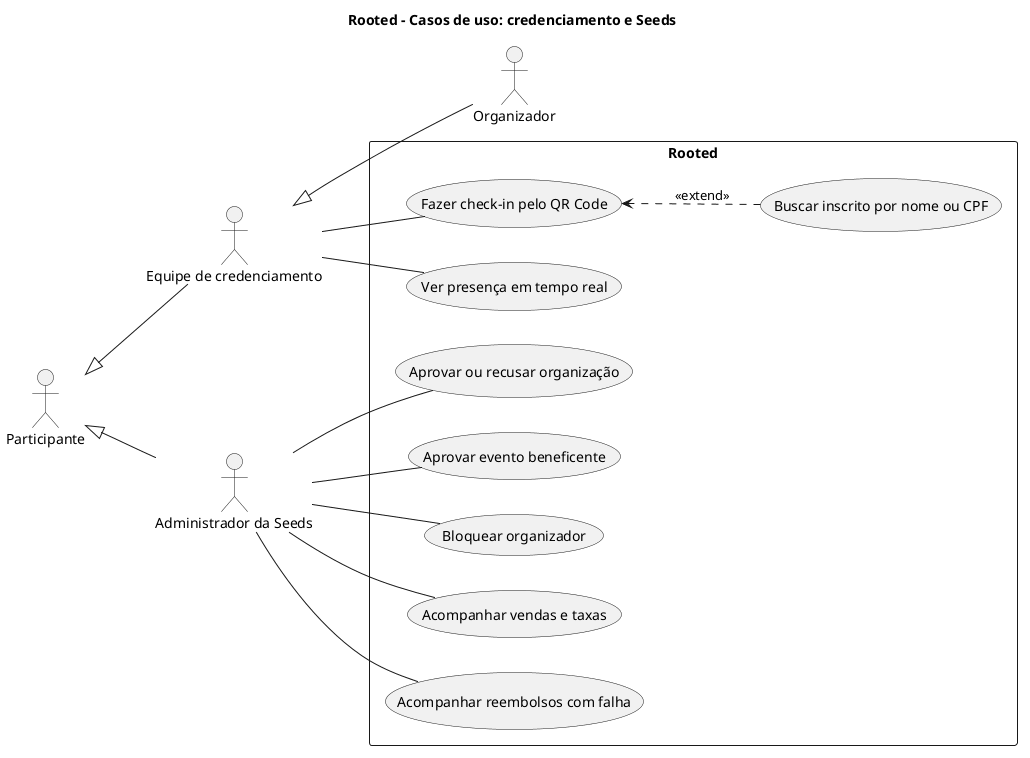 Rooted - Casos de uso: credenciamento e Seeds
Organizador
Rooted
Fazer check-in pelo QR Code
«extend»
Buscar inscrito por nome ou CPF
Equipe de credenciamento
Ver presença em tempo real
Aprovar ou recusar organização
Participante
Aprovar evento beneficente
Administrador da Seeds
Bloquear organizador
Acompanhar vendas e taxas
Acompanhar reembolsos com falha